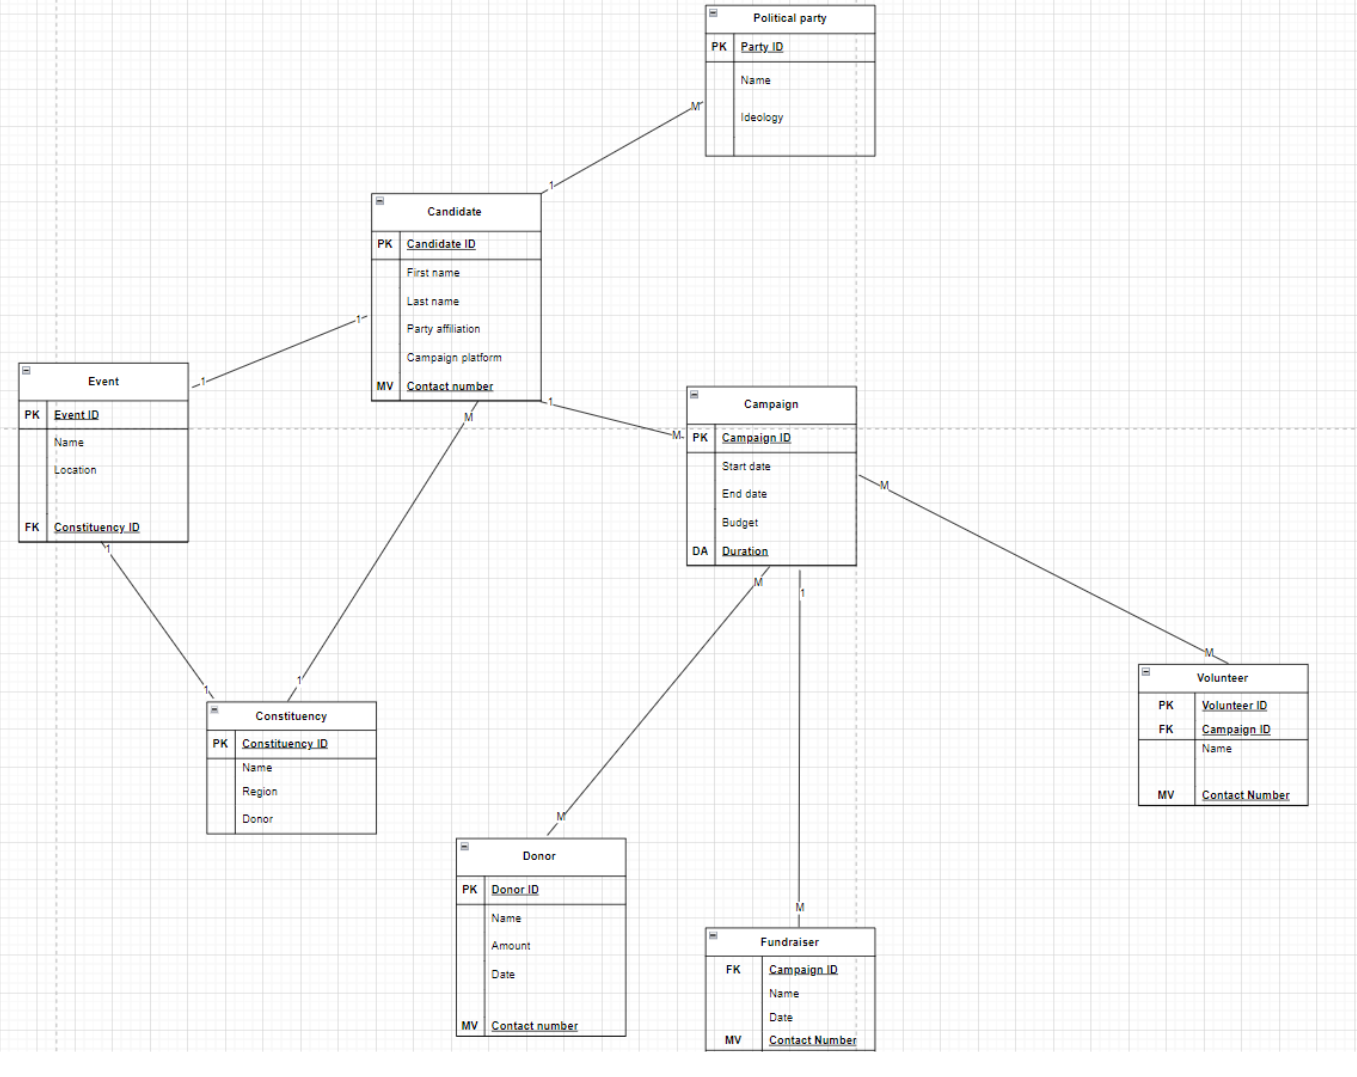 Political party
PK Party ID
Name
Ideology
M
1
Candidate
PK Candidate ID
First name
Last name
Party affiliation
Campaign platform
MV Contact number
1
1
Event
PK Event ID
Name
Location
FK Constituency ID
1
M
M
Campaign
PK Campaign ID
Start date
End date
Budget
DA Duration
M
1
M
1
M
1
1
Volunteer
PK Volunteer ID
FK Campaign ID
Name
MV Contact Number
Constituency
PK Constituency ID
Name
Region
Donor
M
Donor
PK Donor ID
Name
Amount
Date
MV Contact number
M
Fundraiser
FK Campaign ID
Name
Date
MV Contact Number